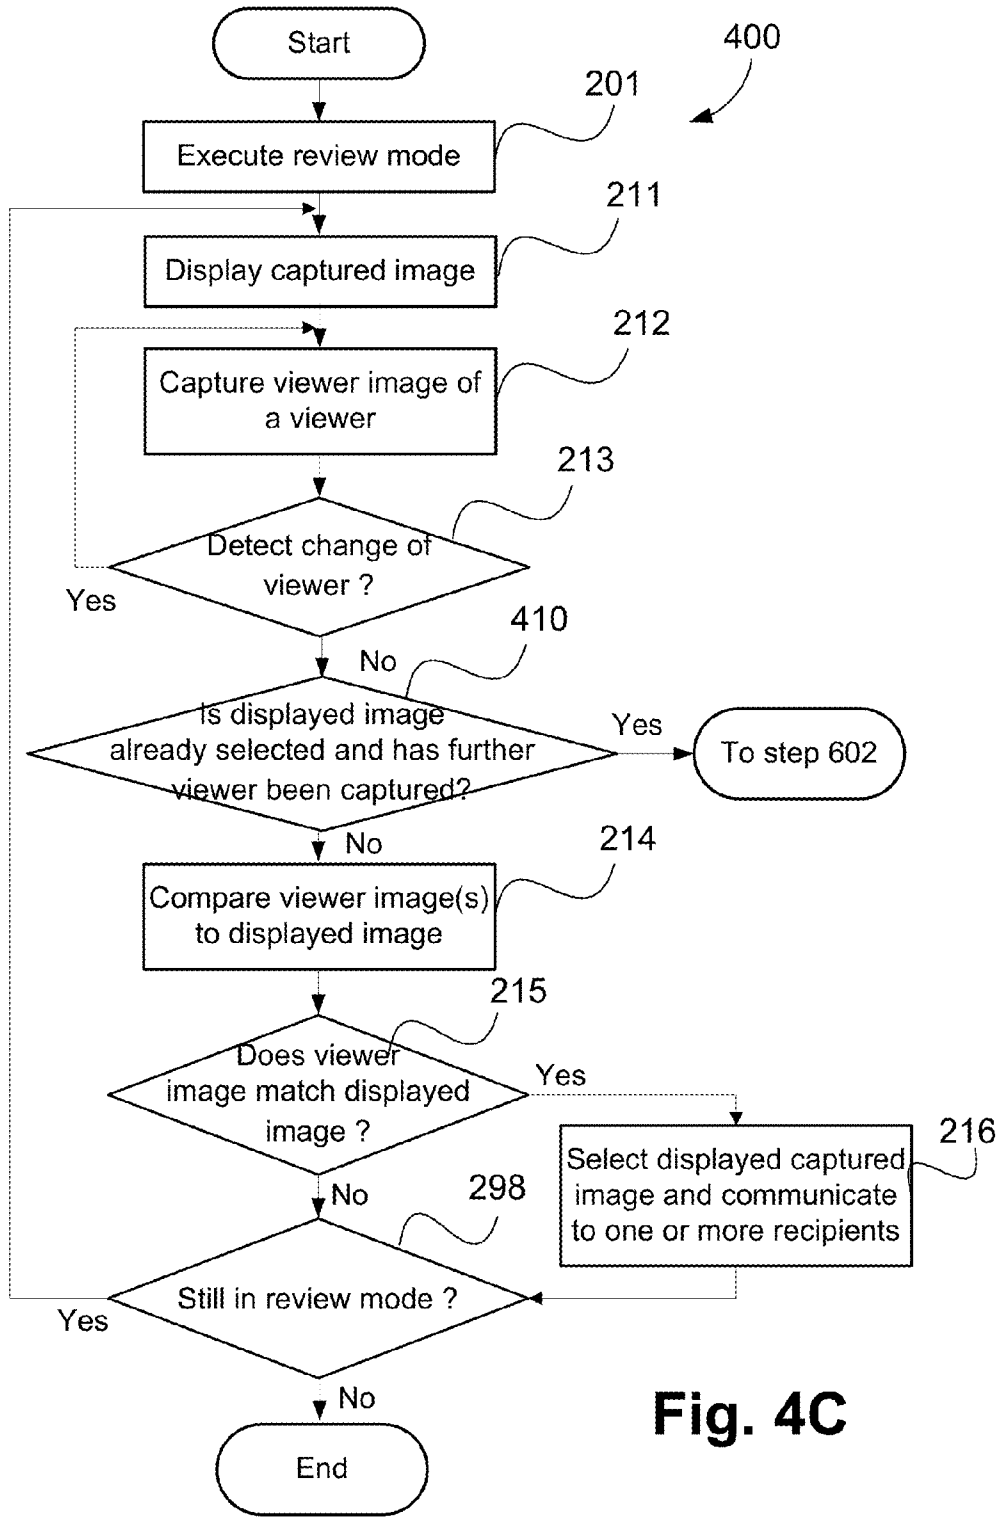 Start
400
201
Execute review mode
211
Display captured image
212
Capture viewer image of
a viewer
213
Detect change of
viewer ?
Yes
410
No
Is displayed image
already selected and has further
viewer been captured?
Yes
To step 602
No
214
Compare viewer image(s)
to displayed image
215
Does viewer
image match displayed
image ?
Yes
216
Select displayed captured
image and communicate
to one or more recipients
No
298
Still in review mode ?
Yes
No
Fig. 4C
End